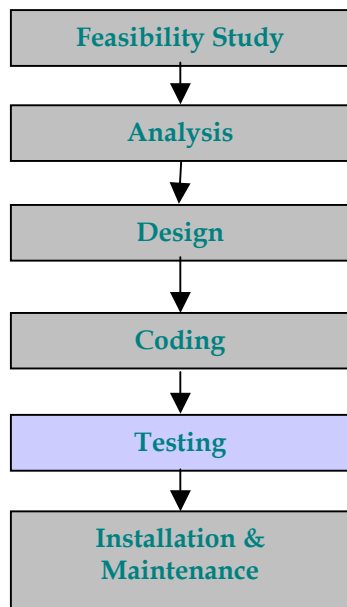 Feasibility Study
Analysis
Design
Coding
Testing
Installation &
Maintenance